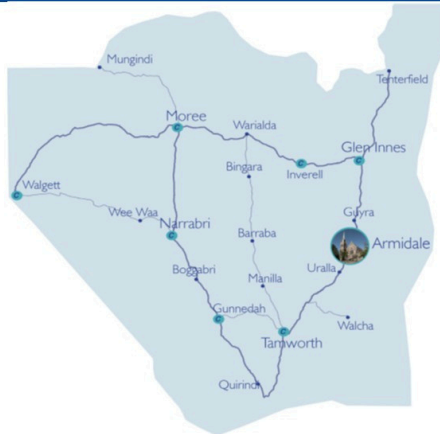 Mungindi
Tenterfield
Moree
Warialda
Glen Innes
Bingara
Inverell
Walgett
Wee Waa
Guyra
Narrabri
Barraba
Armidale
Boggabri
Uralla
Manilla
Gunnedah
Walcha
Tamworth
Quirindi